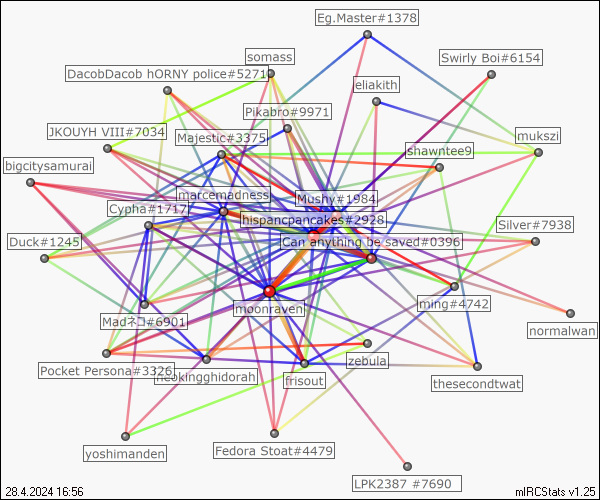 Eg.Master#1378
somass
Swirly Boi#6154
DacobDacob hORNY police#5271
eliakith
Pikabro#9971
JKOUYH VIII#7034
Majestic#3375
mukszi
shawntee9
bigcitysamurai
marcemadness
Mushy#1984
Cypha#1717
hispancpancakes#2928
Silver#7938
Duck#1245
Can anything be saved#0396
moonraven
ming#4742
Madネコ#6901
normalwan
zebula
Pocket Persona#3326
neokingghidorah
frisout
thesecondtwat
yoshimanden
Fedora Stoat#4479
LPK2387 #7690
28.4.2024 16:56
mIRCStats v1.25